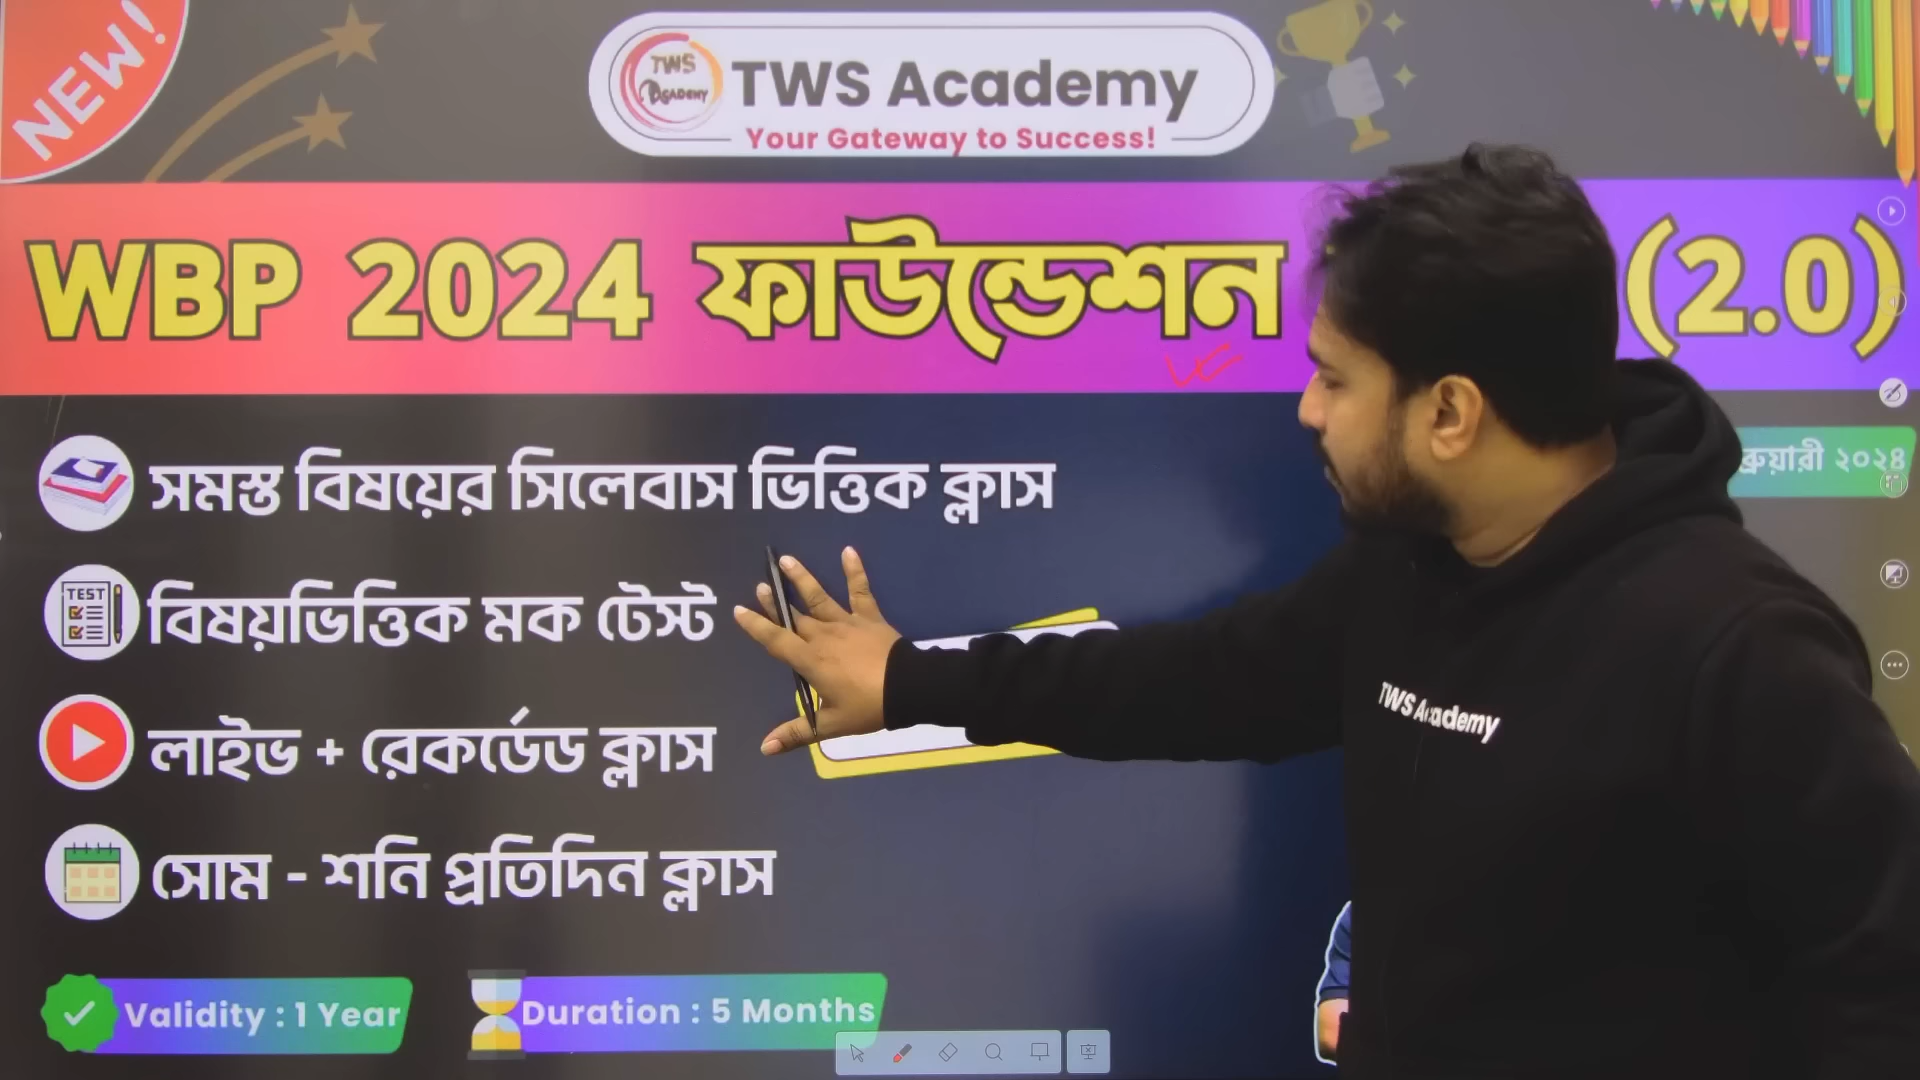 NEW!
TWS
ACADEMY
TWS Academy
Your Gateway to Success!
WBP 2024 ফাউন্ডেশন (2.0)
২০২৪
সমস্ত বিষয়ের সিলেবাস ভিত্তিক ক্লাস
TEST
বিষয়ভিত্তিক মক টেস্ট
লাইভ + রেকর্ডেড ক্লাস
TWS Academy
সোম - শনি প্রতিদিন ক্লাস
Validity : 1 Year
Duration : 5 Months